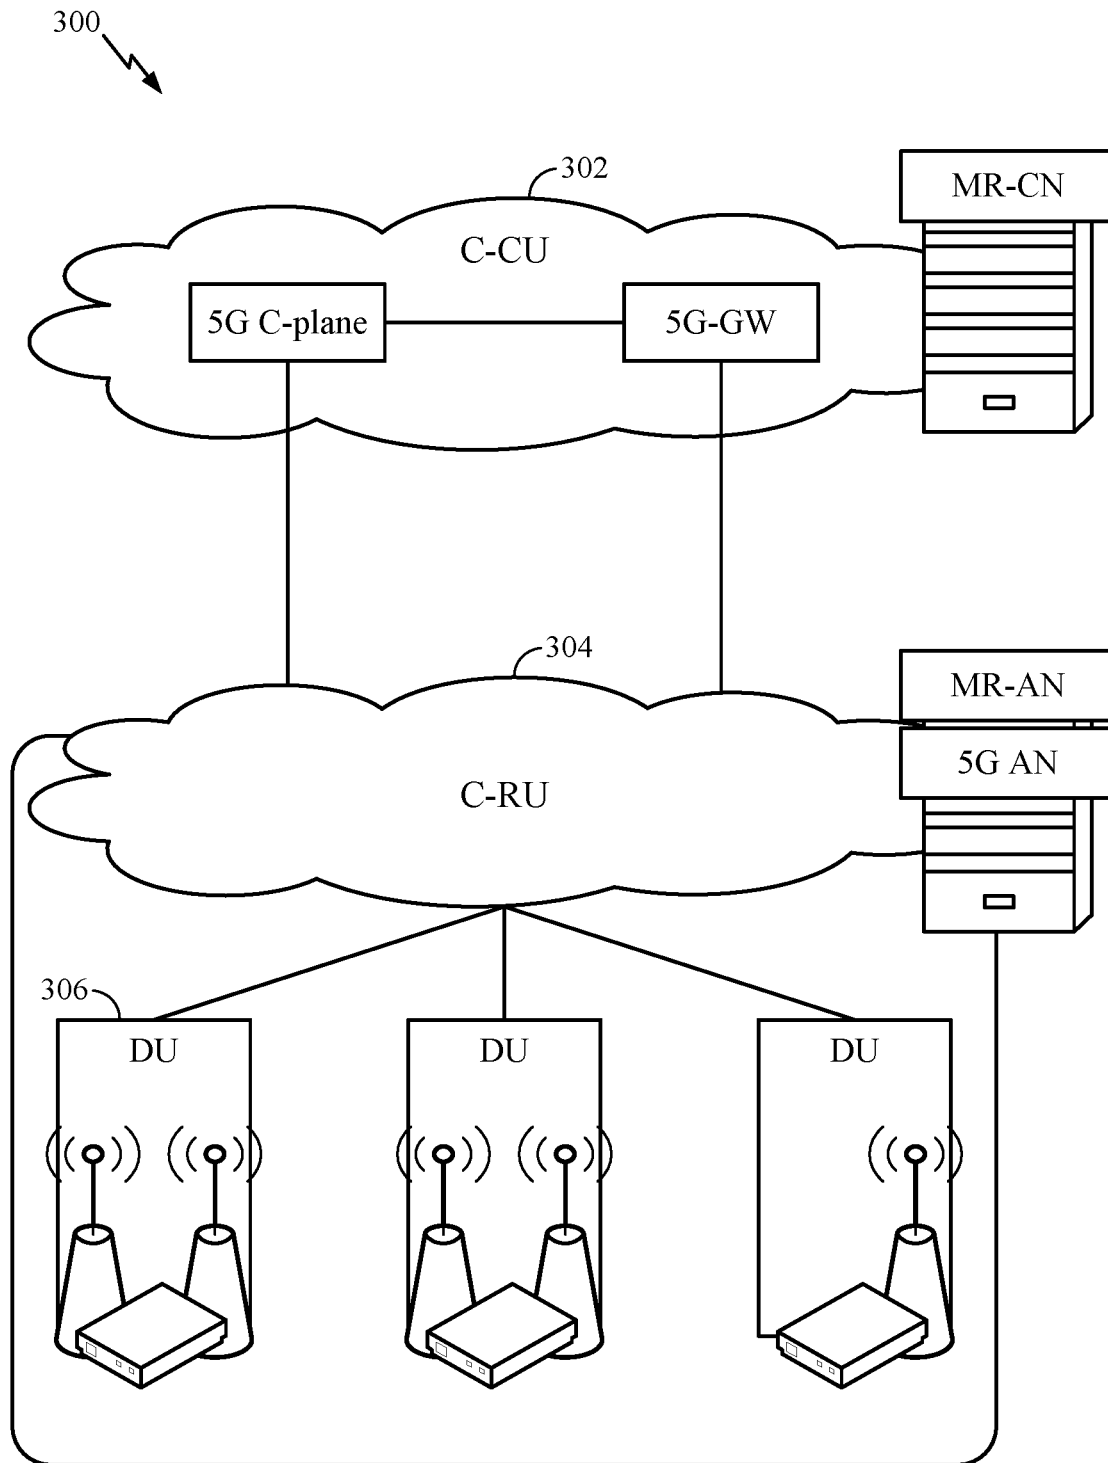 300
302
MR-CN
C-CU
5G C-plane
5G-GW
304
MR-AN
5G AN
C-RU
306
DU
DU
DU